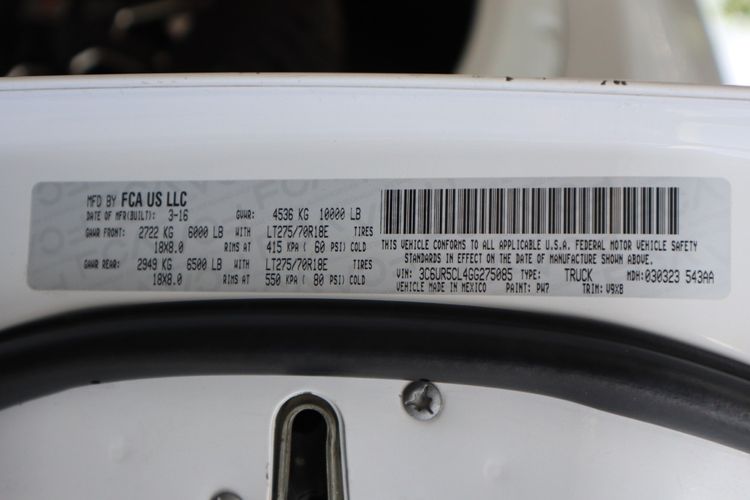 MFD BY FCA US LLC
DATE OF MFR(BUILT): 3-16 GVWR: 4536 KG 10000 LB
GAWR FRONT: 2722 KG 6000 LB WITH LT275/70R18E TIRES
18X8.0 RIMS AT 415 KPA ( 60 PSI) COLD
GAWR REAR: 2949 KG 6500 LB WITH LT275/70R18E TIRES
18X8.0 RIMS AT 550 KPA ( 80 PSI) COLD
THIS VEHICLE CONFORMS TO ALL APPLICABLE U.S.A. FEDERAL MOTOR VEHICLE SAFETY
STANDARDS IN EFFECT ON THE DATE OF MANUFACTURE SHOWN ABOVE.
VIN: 3C6UR5CL4GG275085 TYPE: TRUCK MDH: 030323 543AA
VEHICLE MADE IN MEXICO PAINT: PW7 TRIM: V9X8